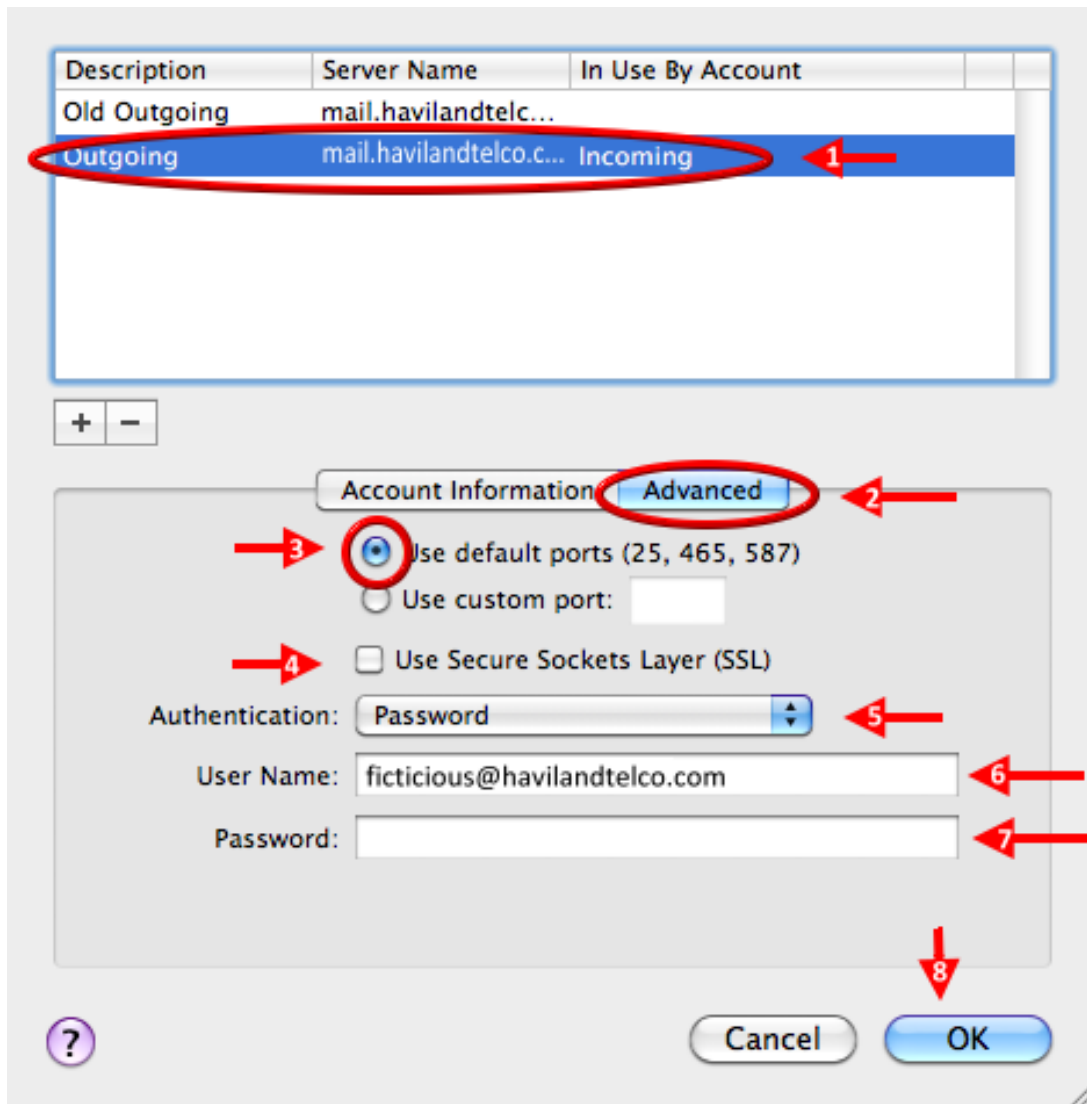 Description Server Name In Use By Account
Old Outgoing mail.havilandtelc...
Outgoing mail.havilandtelco.c... Incoming 1
+ −
Account Information Advanced 2
3 Use default ports (25, 465, 587)
Use custom port:
4 Use Secure Sockets Layer (SSL)
Authentication: Password 5
User Name: ficticious@havilandtelco.com 6
Password: 7
8
? Cancel OK